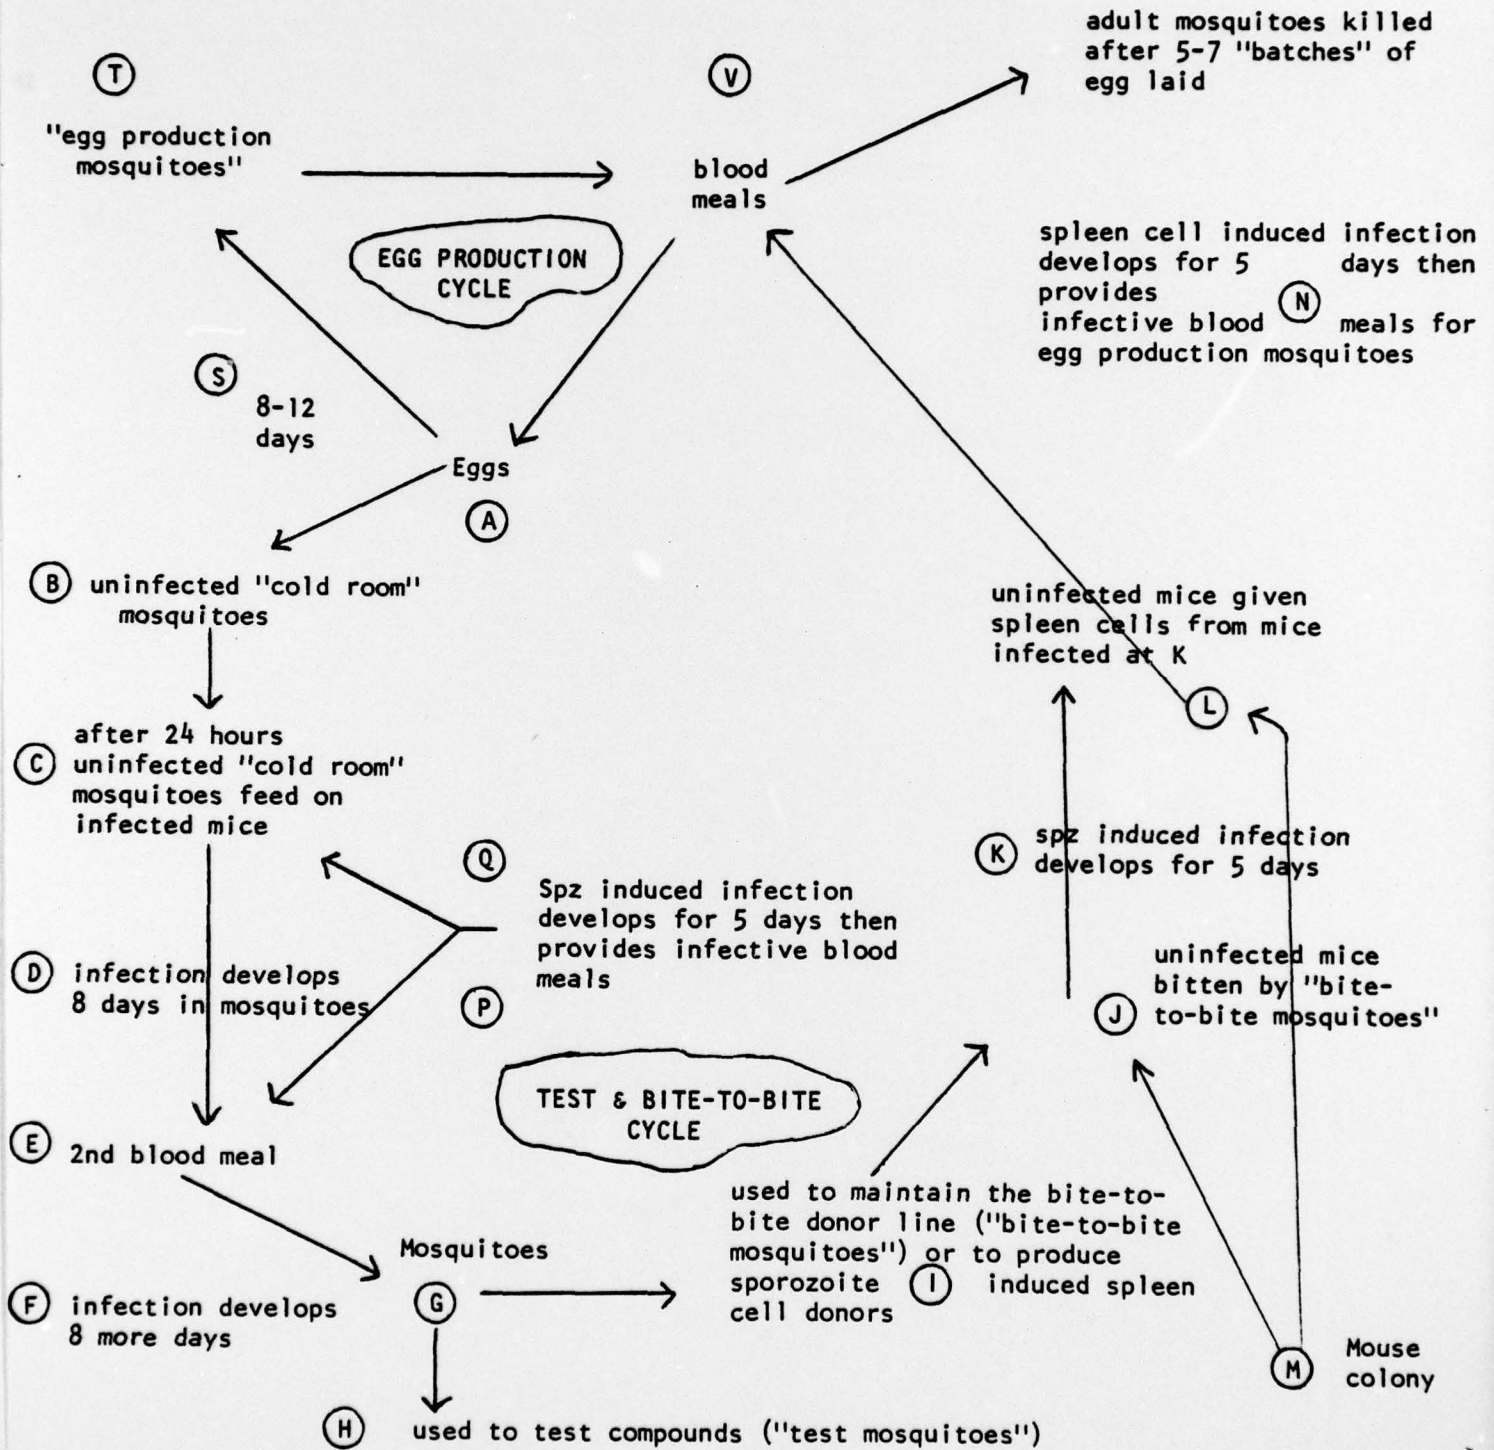 T
"egg production
mosquitoes"
V
blood
meals
adult mosquitoes killed
after 5-7 "batches" of
egg laid
EGG PRODUCTION
CYCLE
spleen cell induced infection
develops for 5 days then
provides
infective blood N meals for
egg production mosquitoes
S
8-12
days
Eggs
A
B uninfected "cold room"
mosquitoes
uninfected mice given
spleen cells from mice
infected at K
L
after 24 hours
C uninfected "cold room"
mosquitoes feed on
infected mice
Q
Spz induced infection
develops for 5 days then
provides infective blood
meals
P
K spz induced infection
develops for 5 days
D infection develops
8 days in mosquitoes
uninfected mice
bitten by "bite-
J to-bite mosquitoes"
TEST & BITE-TO-BITE
CYCLE
E 2nd blood meal
used to maintain the bite-to-
bite donor line ("bite-to-bite
mosquitoes") or to produce
sporozoite I induced spleen
cell donors
Mosquitoes
G
F infection develops
8 more days
M Mouse
colony
H used to test compounds ("test mosquitoes")